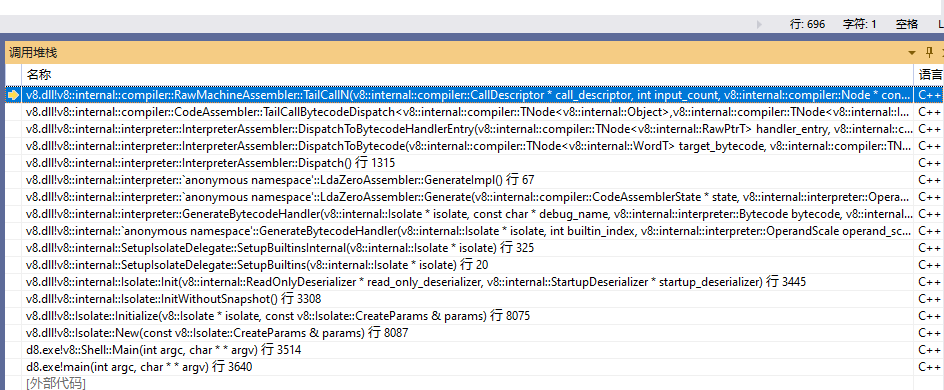 行: 696 字符: 1 空格
调用堆栈
名称 语言
v8.dll!v8::internal::compiler::RawMachineAssembler::TailCallN(v8::internal::compiler::CallDescriptor * call_descriptor, int input_count, v8::internal::compiler::Node * con... C++
v8.dll!v8::internal::compiler::CodeAssembler::TailCallBytecodeDispatch<v8::internal::compiler::TNode<v8::internal::Object>,v8::internal::compiler::TNode<v8::internal::I... C++
v8.dll!v8::internal::interpreter::InterpreterAssembler::DispatchToBytecodeHandlerEntry(v8::internal::compiler::TNode<v8::internal::RawPtrT> handler_entry, v8::internal::c... C++
v8.dll!v8::internal::interpreter::InterpreterAssembler::DispatchToBytecode(v8::internal::compiler::TNode<v8::internal::WordT> target_bytecode, v8::internal::compiler::TN... C++
v8.dll!v8::internal::interpreter::InterpreterAssembler::Dispatch() 行 1315 C++
v8.dll!v8::internal::interpreter::`anonymous namespace'::LdaZeroAssembler::GenerateImpl() 行 67 C++
v8.dll!v8::internal::interpreter::`anonymous namespace'::LdaZeroAssembler::Generate(v8::internal::compiler::CodeAssemblerState * state, v8::internal::interpreter::Opera... C++
v8.dll!v8::internal::interpreter::GenerateBytecodeHandler(v8::internal::Isolate * isolate, const char * debug_name, v8::internal::interpreter::Bytecode bytecode, v8::internal... C++
v8.dll!v8::internal::`anonymous namespace'::GenerateBytecodeHandler(v8::internal::Isolate * isolate, int builtin_index, v8::internal::interpreter::OperandScale operand_sc... C++
v8.dll!v8::internal::SetupIsolateDelegate::SetupBuiltinsInternal(v8::internal::Isolate * isolate) 行 325 C++
v8.dll!v8::internal::SetupIsolateDelegate::SetupBuiltins(v8::internal::Isolate * isolate) 行 20 C++
v8.dll!v8::internal::Isolate::Init(v8::internal::ReadOnlyDeserializer * read_only_deserializer, v8::internal::StartupDeserializer * startup_deserializer) 行 3445 C++
v8.dll!v8::internal::Isolate::InitWithoutSnapshot() 行 3308 C++
v8.dll!v8::Isolate::Initialize(v8::Isolate * isolate, const v8::Isolate::CreateParams & params) 行 8075 C++
v8.dll!v8::Isolate::New(const v8::Isolate::CreateParams & params) 行 8087 C++
d8.exe!v8::Shell::Main(int argc, char * * argv) 行 3514 C++
d8.exe!main(int argc, char * * argv) 行 3640 C++
[外部代码]